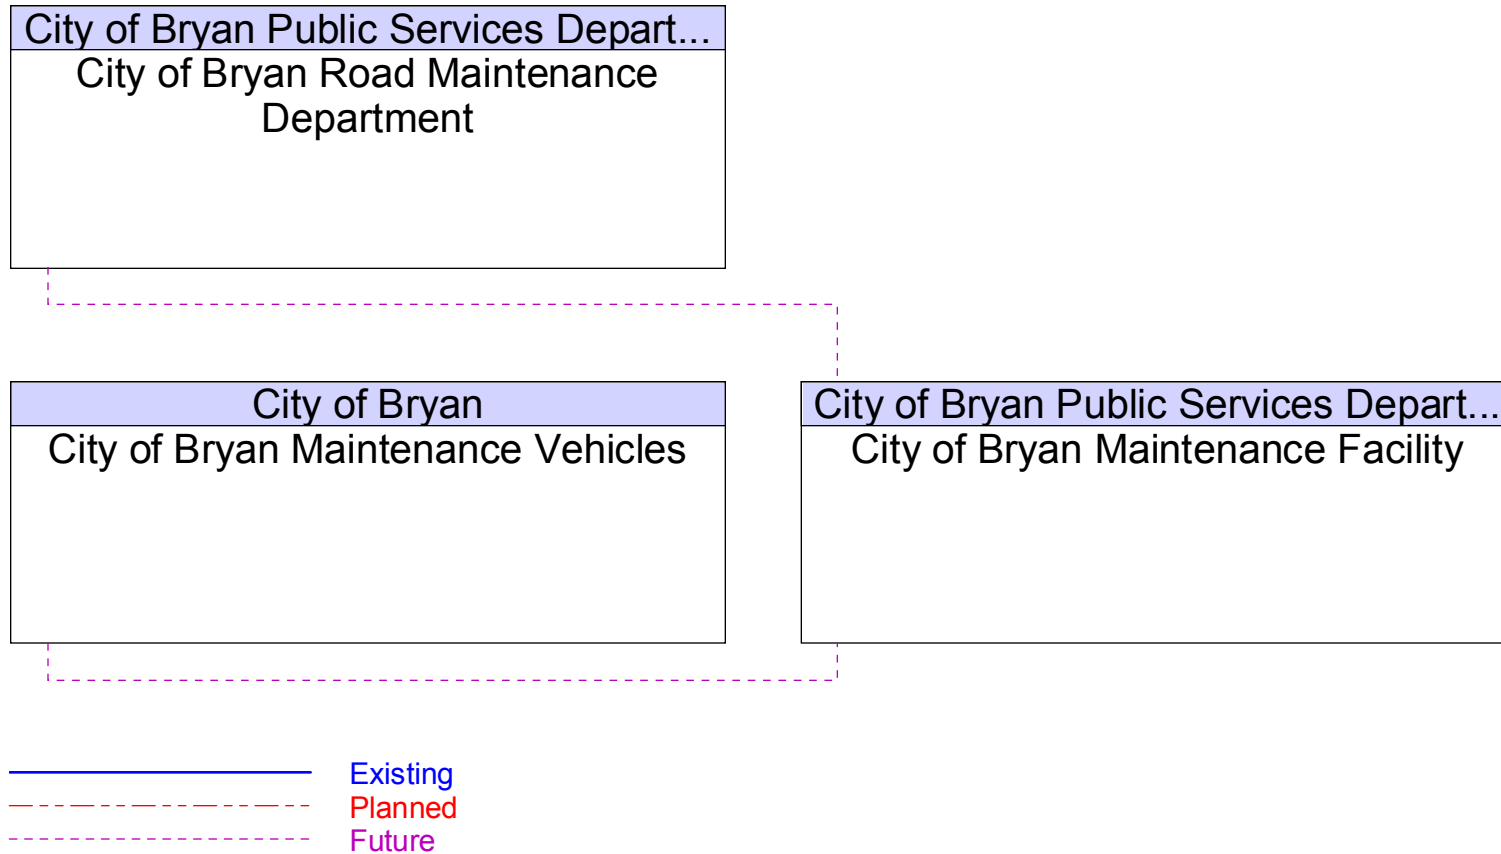 City of Bryan Public Services Depart...
City of Bryan Road Maintenance
Department
City of Bryan
City of Bryan Maintenance Vehicles
City of Bryan Public Services Depart...
City of Bryan Maintenance Facility
Existing
Planned
Future